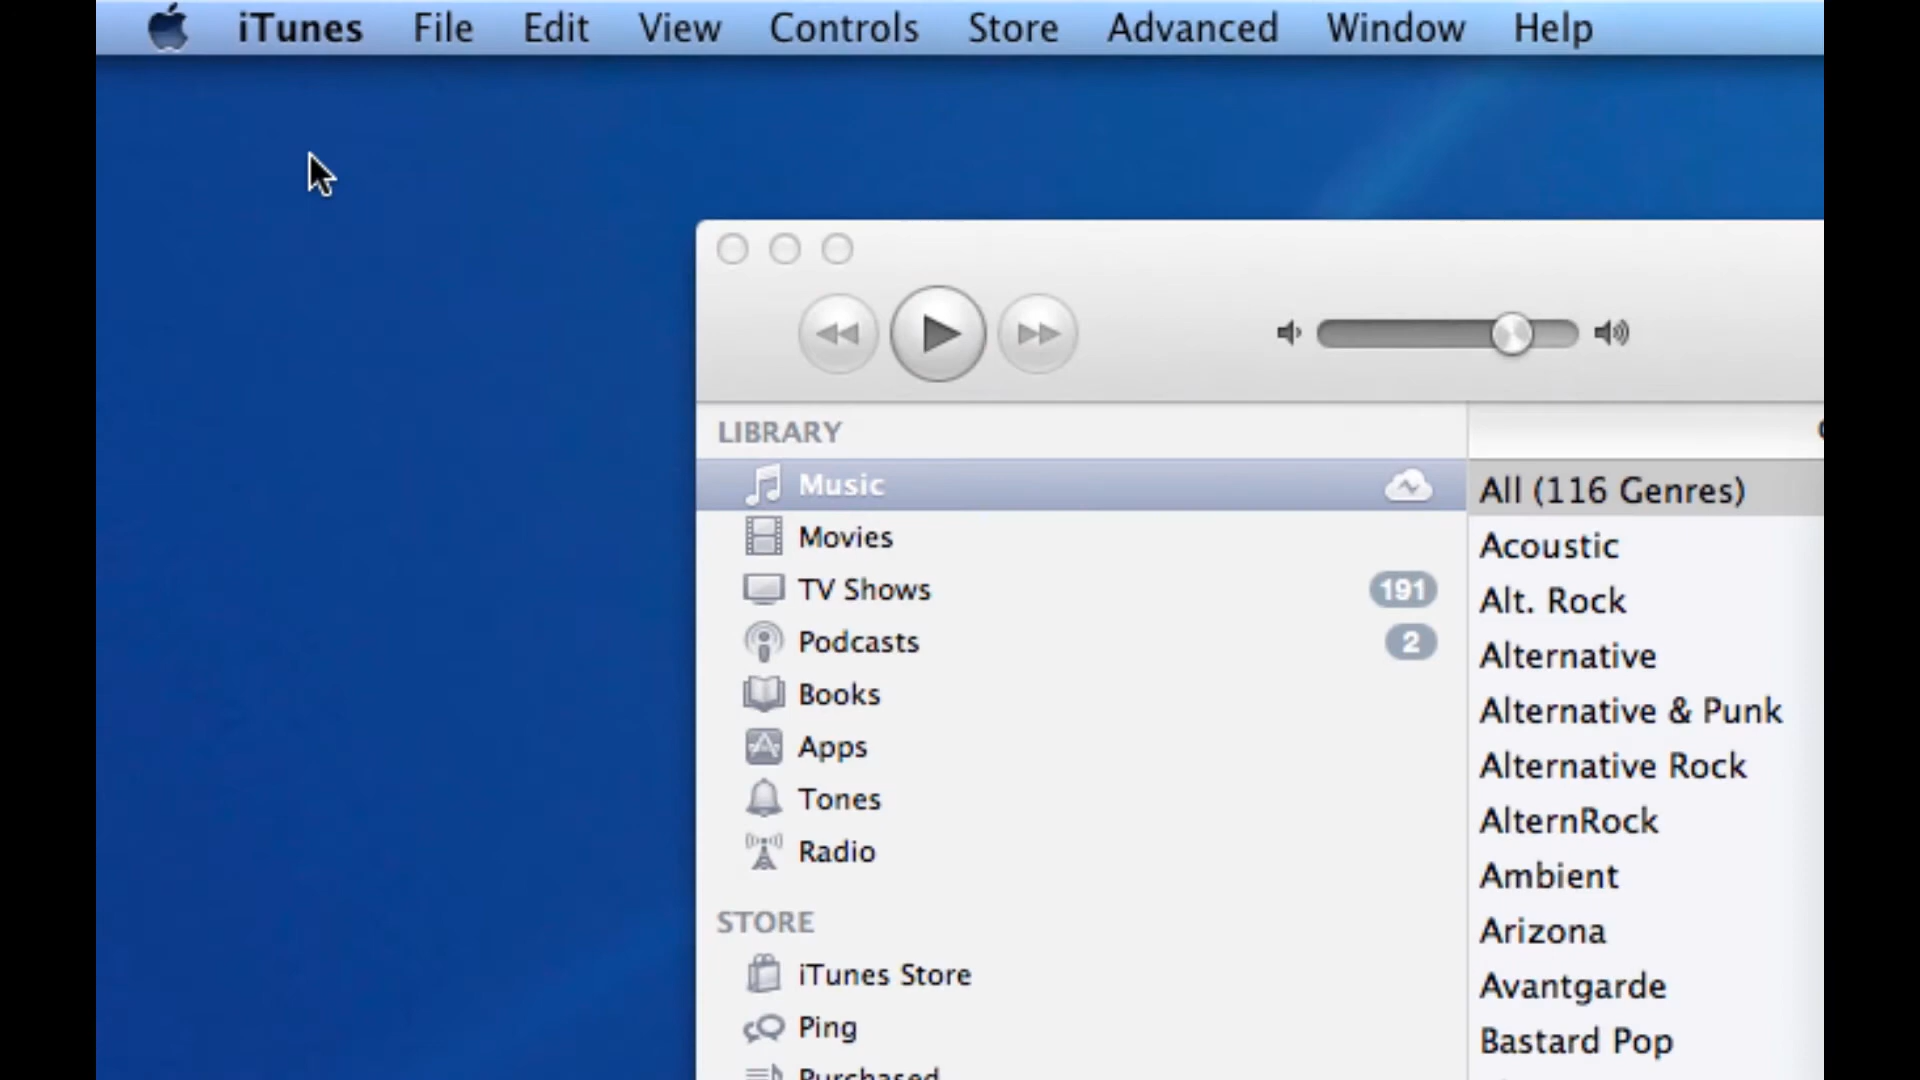 iTunes File Edit View Controls Store Advanced Window Help
LIBRARY
Music
Movies
TV Shows 191
Podcasts 2
Books
Apps
Tones
Radio
STORE
iTunes Store
Ping
Purchased
All (116 Genres)
Acoustic
Alt. Rock
Alternative
Alternative & Punk
Alternative Rock
AlternRock
Ambient
Arizona
Avantgarde
Bastard Pop